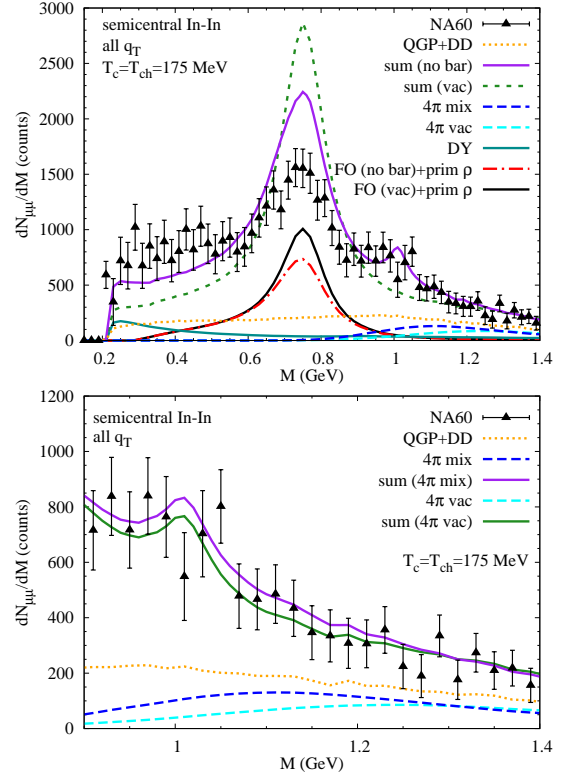 semicentral In-In
all q_T
T_c=T_ch=175 MeV
NA60
QGP+DD
sum (no bar)
sum (vac)
4π mix
4π vac
DY
FO (no bar)+prim ρ
FO (vac)+prim ρ
dN_μμ/dM (counts)
3000
2500
2000
1500
1000
500
0
0.2 0.4 0.6 0.8 1 1.2 1.4
M (GeV)
semicentral In-In
all q_T
NA60
QGP+DD
4π mix
sum (4π mix)
4π vac
sum (4π vac)
T_c=T_ch=175 MeV
dN_μμ/dM (counts)
1200
1000
800
600
400
200
0
1 1.2 1.4
M (GeV)